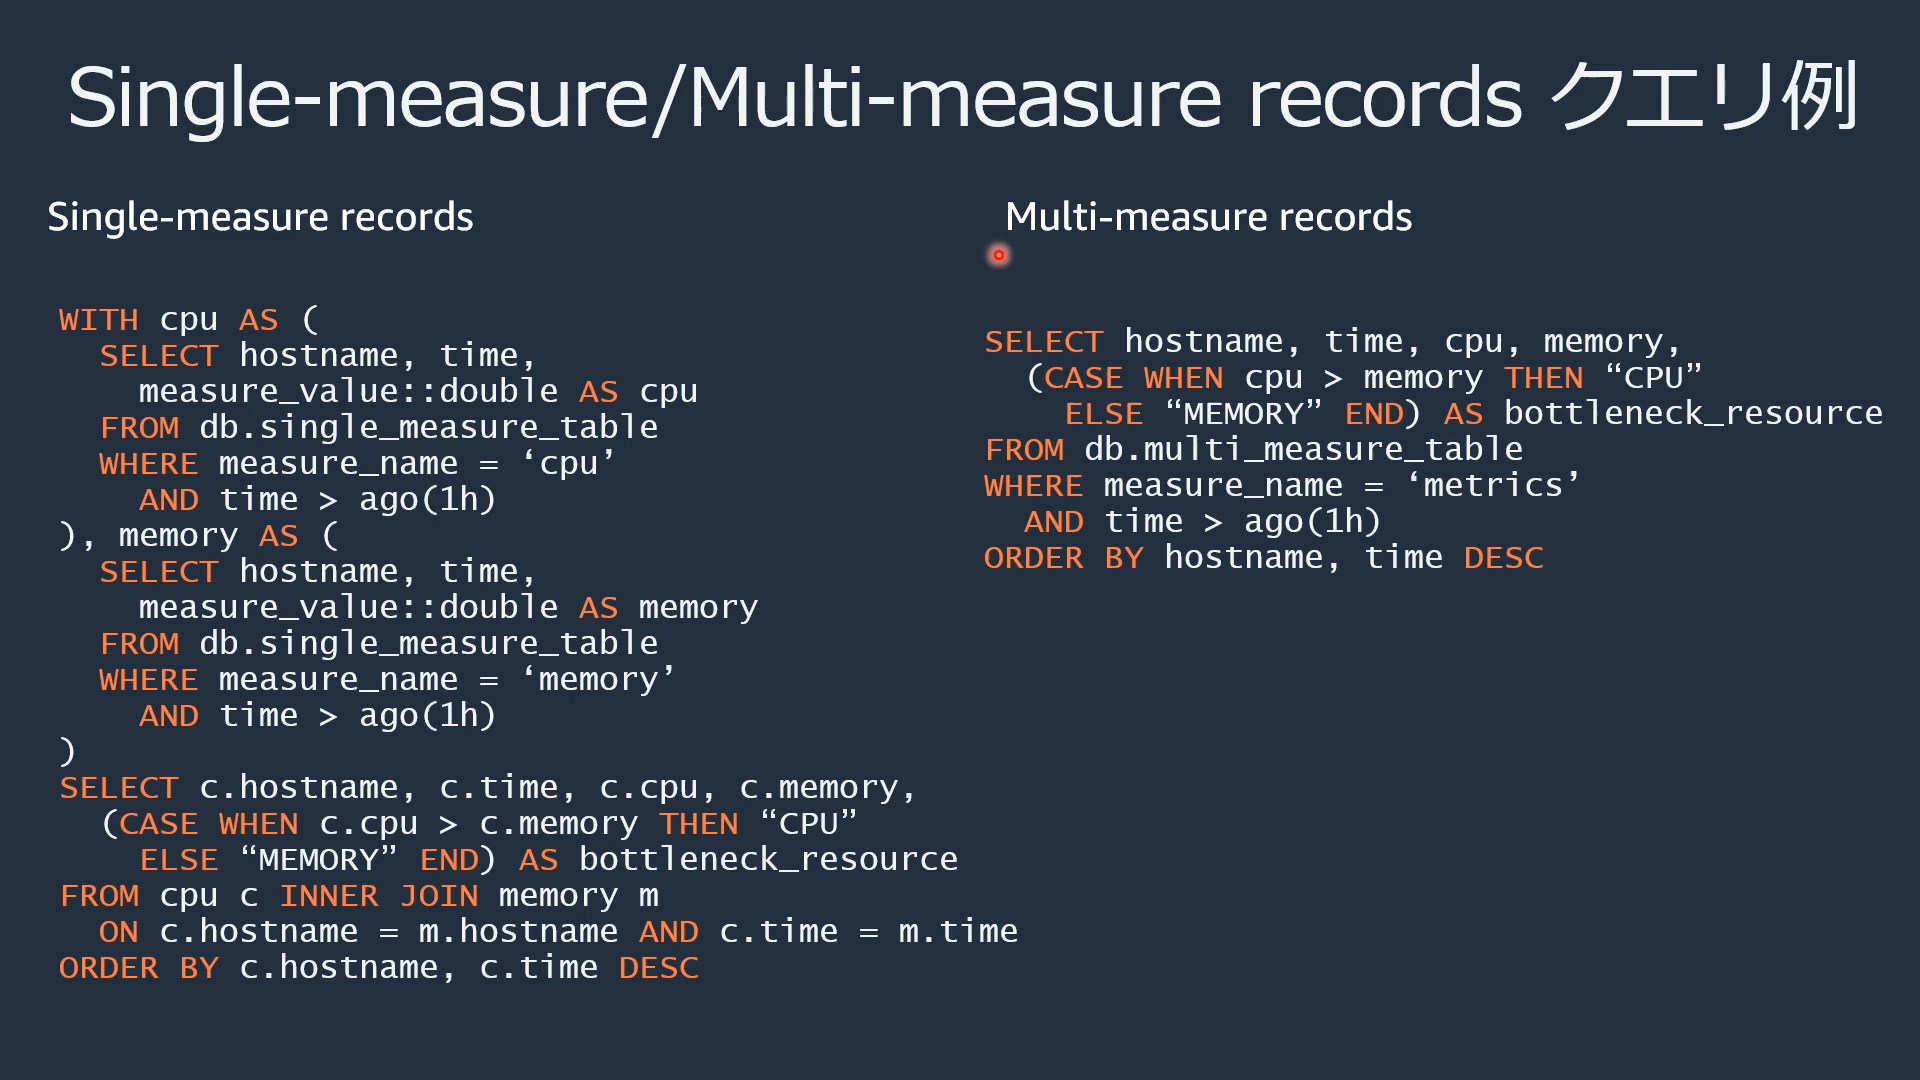 Single-measure/Multi-measure records クエリ例
Single-measure records
WITH cpu AS (
SELECT hostname, time,
measure_value::double AS cpu
FROM db.single_measure_table
WHERE measure_name = ‘cpu’
AND time > ago(1h)
), memory AS (
SELECT hostname, time,
measure_value::double AS memory
FROM db.single_measure_table
WHERE measure_name = ‘memory’
AND time > ago(1h)
)
SELECT c.hostname, c.time, c.cpu, c.memory,
(CASE WHEN c.cpu > c.memory THEN “CPU”
ELSE “MEMORY” END) AS bottleneck_resource
FROM cpu c INNER JOIN memory m
ON c.hostname = m.hostname AND c.time = m.time
ORDER BY c.hostname, c.time DESC
Multi-measure records
SELECT hostname, time, cpu, memory,
(CASE WHEN cpu > memory THEN “CPU”
ELSE “MEMORY” END) AS bottleneck_resource
FROM db.multi_measure_table
WHERE measure_name = ‘metrics’
AND time > ago(1h)
ORDER BY hostname, time DESC